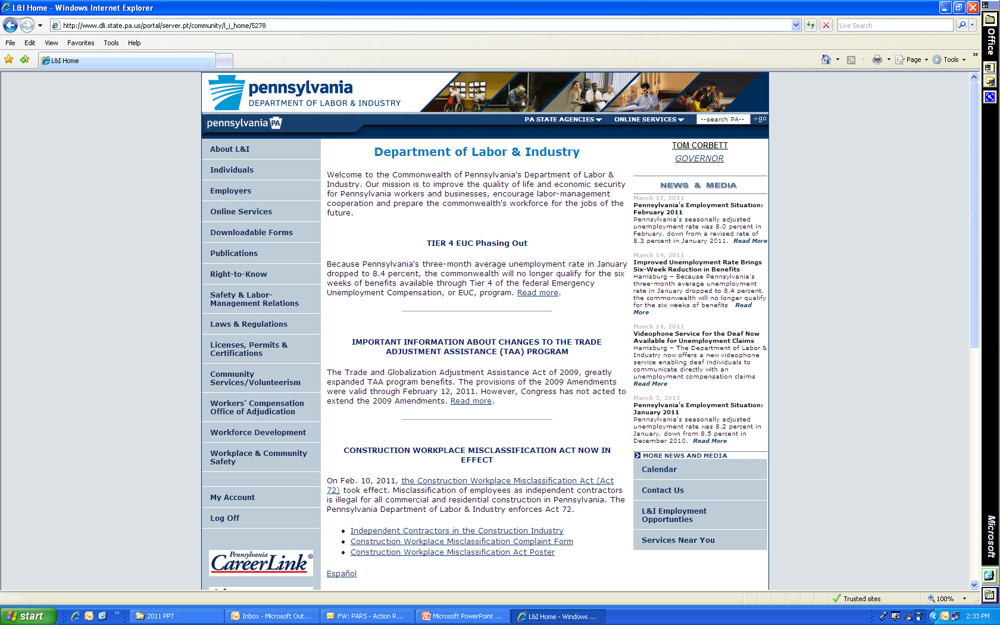 L&I Home - Windows Internet Explorer
http://www.dli.state.pa.us/portal/server.pt/community/l_i_home/5278
Live Search
File Edit View Favorites Tools Help
L&I Home
Page Tools
pennsylvania
DEPARTMENT OF LABOR & INDUSTRY
pennsylvania PA
PA STATE AGENCIES ONLINE SERVICES --search PA-- go
About L&I
Individuals
Employers
Online Services
Downloadable Forms
Publications
Right-to-Know
Safety & Labor-
Management Relations
Laws & Regulations
Licenses, Permits &
Certifications
Community
Services/Volunteerism
Workers' Compensation
Office of Adjudication
Workforce Development
Workplace & Community
Safety
My Account
Log Off
Pennsylvania
CareerLink®
Department of Labor & Industry
Welcome to the Commonwealth of Pennsylvania's Department of Labor &
Industry. Our mission is to improve the quality of life and economic security
for Pennsylvania workers and businesses, encourage labor-management
cooperation and prepare the commonwealth's workforce for the jobs of the
future.
TIER 4 EUC Phasing Out
Because Pennsylvania's three-month average unemployment rate in January
dropped to 8.4 percent, the commonwealth will no longer qualify for the six
weeks of benefits available through Tier 4 of the federal Emergency
Unemployment Compensation, or EUC, program. Read more.
IMPORTANT INFORMATION ABOUT CHANGES TO THE TRADE
ADJUSTMENT ASSISTANCE (TAA) PROGRAM
The Trade and Globalization Adjustment Assistance Act of 2009, greatly
expanded TAA program benefits. The provisions of the 2009 Amendments
were valid through February 12, 2011. However, Congress has not acted to
extend the 2009 Amendments. Read more.
CONSTRUCTION WORKPLACE MISCLASSIFICATION ACT NOW IN
EFFECT
On Feb. 10, 2011, the Construction Workplace Misclassification Act (Act
72) took effect. Misclassification of employees as independent contractors
is illegal for all commercial and residential construction in Pennsylvania. The
Pennsylvania Department of Labor & Industry enforces Act 72.
• Independent Contractors in the Construction Industry
• Construction Workplace Misclassification Complaint Form
• Construction Workplace Misclassification Act Poster
Español
TOM CORBETT
GOVERNOR
NEWS & MEDIA
March 17, 2011
Pennsylvania's Employment Situation:
February 2011
Pennsylvania's seasonally adjusted
unemployment rate was 8.0 percent in
February, down from a revised rate of
8.3 percent in January 2011. Read More
March 14, 2011
Improved Unemployment Rate Brings
Six-Week Reduction in Benefits
Harrisburg – Because Pennsylvania's
three-month average unemployment
rate in January dropped to 8.4 percent,
the commonwealth will no longer qualify
for the six weeks of benefits Read
More
March 14, 2011
Videophone Service for the Deaf Now
Available for Unemployment Claims
Harrisburg – The Department of Labor &
Industry now offers a new videophone
service enabling deaf individuals to
communicate directly with an
unemployment compensation claims
Read More
March 3, 2011
Pennsylvania's Employment Situation:
January 2011
Pennsylvania's seasonally adjusted
unemployment rate was 8.2 percent in
January, down from 8.5 percent in
December 2010. Read More
MORE NEWS AND MEDIA
Calendar
Contact Us
L&I Employment
Opportunties
Services Near You
Office
Microsoft
Trusted sites 100%
start 2011 PPT Inbox - Microsoft Out... FW: PARS - Action R... Microsoft PowerPoint ... L&I Home - Windows ... 2:33 PM